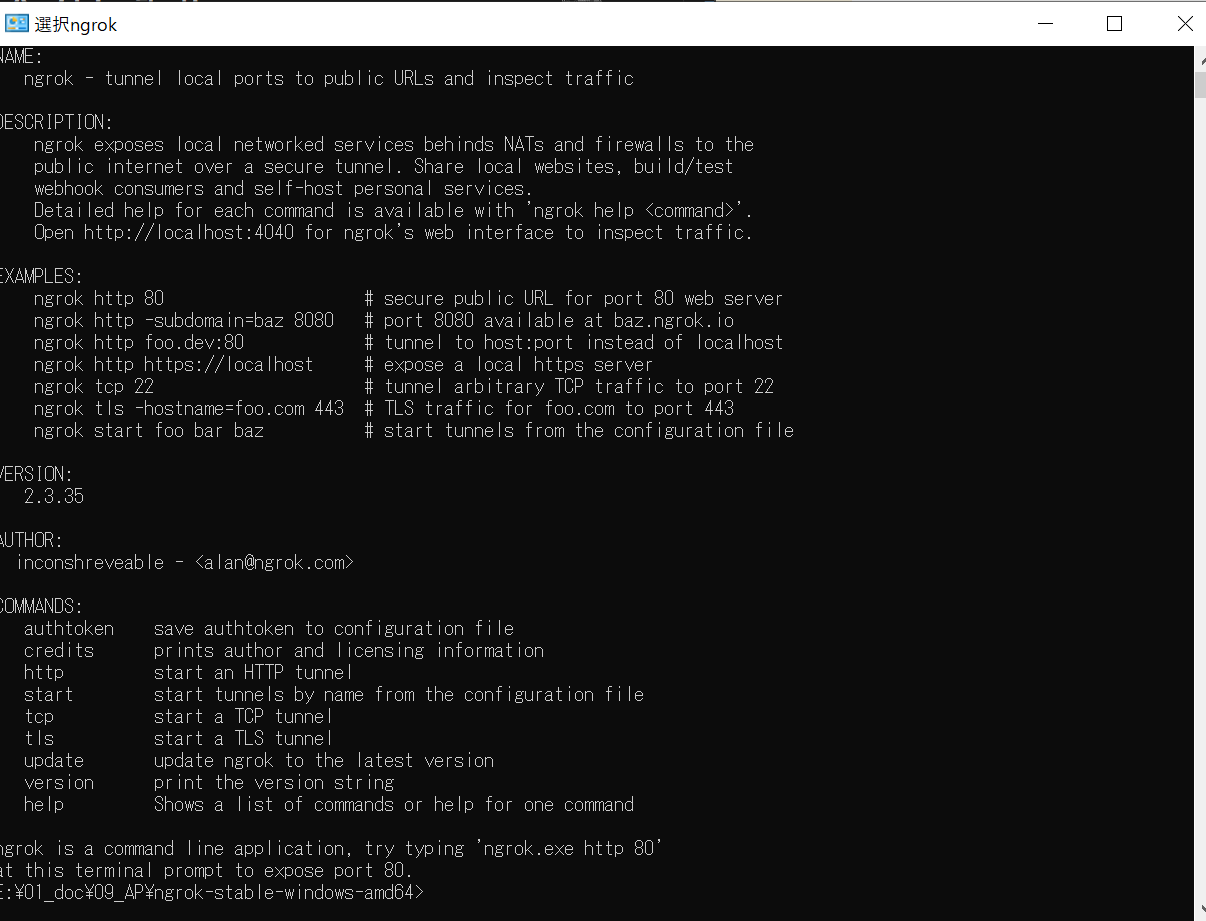 選択ngrok
NAME:
ngrok - tunnel local ports to public URLs and inspect traffic
DESCRIPTION:
ngrok exposes local networked services behinds NATs and firewalls to the
public internet over a secure tunnel. Share local websites, build/test
webhook consumers and self-host personal services.
Detailed help for each command is available with 'ngrok help <command>'.
Open http://localhost:4040 for ngrok's web interface to inspect traffic.
EXAMPLES:
ngrok http 80 # secure public URL for port 80 web server
ngrok http -subdomain=baz 8080 # port 8080 available at baz.ngrok.io
ngrok http foo.dev:80 # tunnel to host:port instead of localhost
ngrok http https://localhost # expose a local https server
ngrok tcp 22 # tunnel arbitrary TCP traffic to port 22
ngrok tls -hostname=foo.com 443 # TLS traffic for foo.com to port 443
ngrok start foo bar baz # start tunnels from the configuration file
VERSION:
2.3.35
AUTHOR:
inconshreveable - <alan@ngrok.com>
COMMANDS:
authtoken save authtoken to configuration file
credits prints author and licensing information
http start an HTTP tunnel
start start tunnels by name from the configuration file
tcp start a TCP tunnel
tls start a TLS tunnel
update update ngrok to the latest version
version print the version string
help Shows a list of commands or help for one command
ngrok is a command line application, try typing 'ngrok.exe http 80'
at this terminal prompt to expose port 80.
E:¥01_doc¥09_AP¥ngrok-stable-windows-amd64>